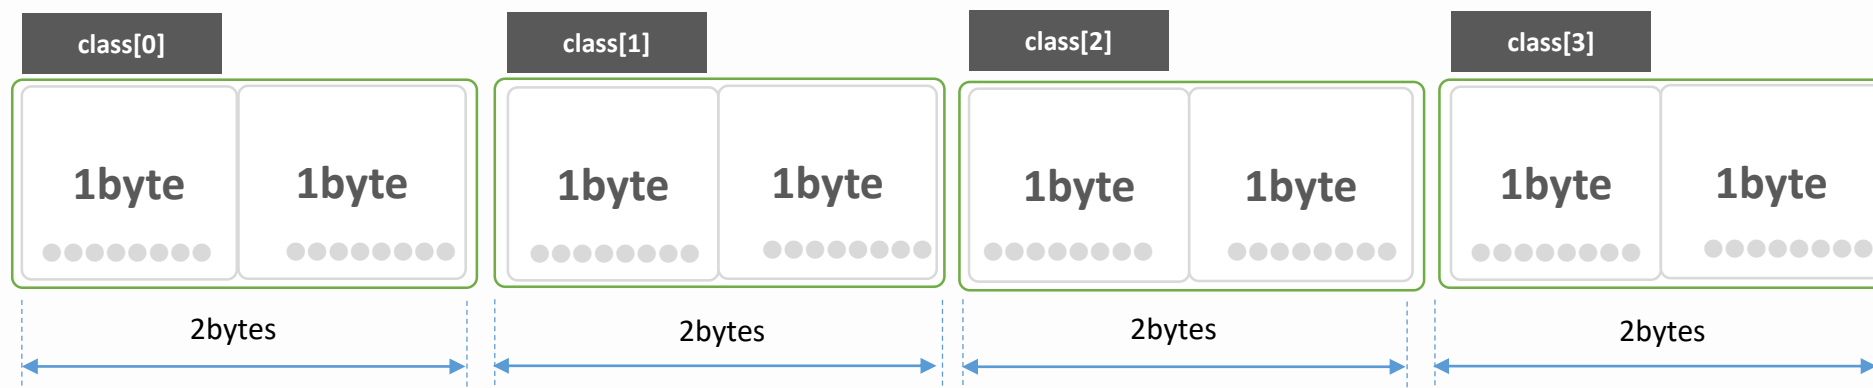 class[0]
class[1]
class[2]
class[3]
1byte 1byte 1byte 1byte 1byte 1byte 1byte 1byte
2bytes 2bytes 2bytes 2bytes